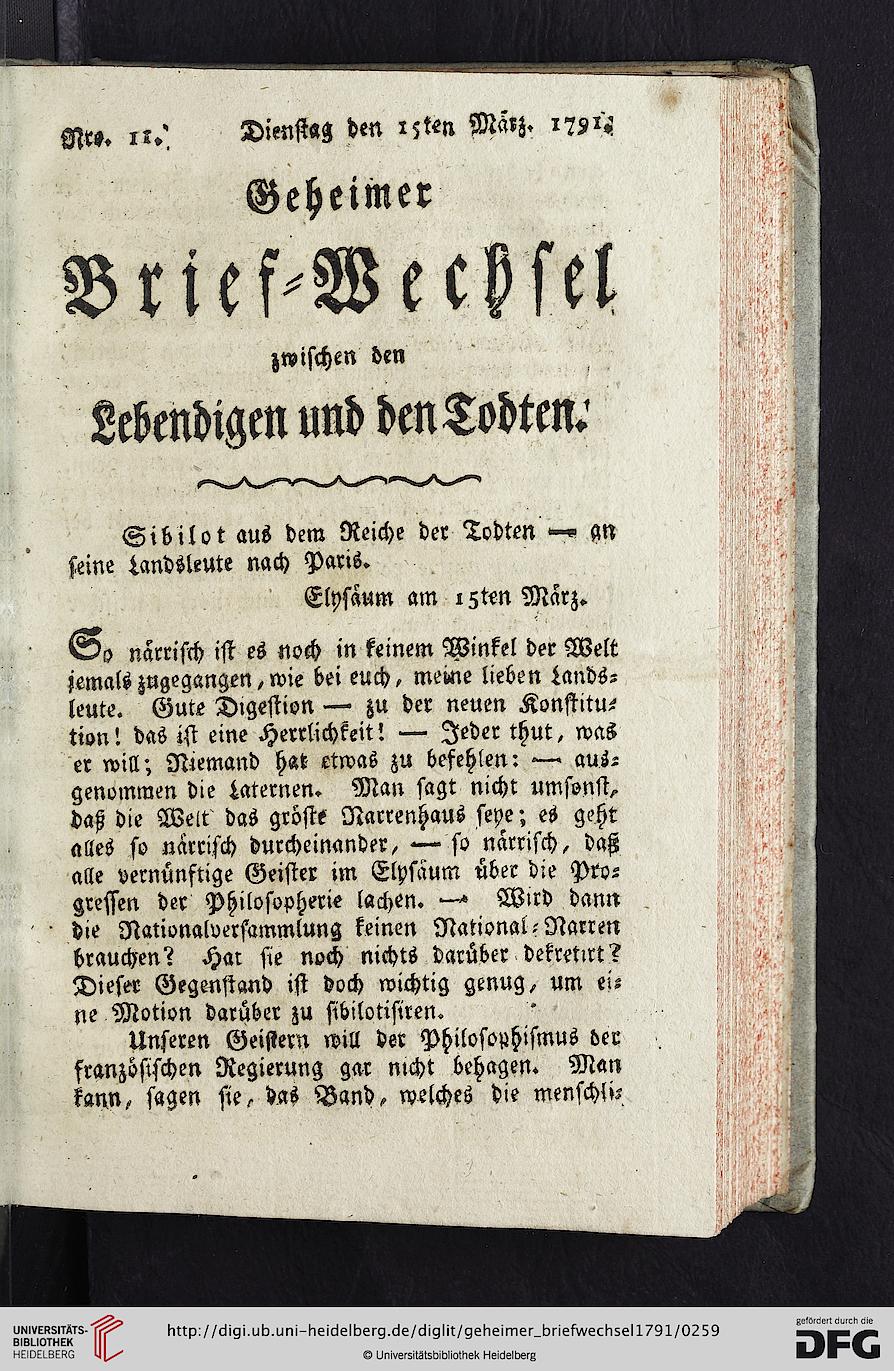 Nro. 11. Dienstag den 15ten März. 1791.
Geheimer
Brief-Wechsel
zwischen den
Lebendigen und den Todten.
Sibilot aus dem Reiche der Todten — an
seine Landsleute nach Paris.
Elysäum am 15ten März.
So närrisch ist es noch in keinem Winkel der Welt
jemals zugegangen, wie bei euch, meine lieben Lands-
leute. Gute Digestion — zu der neuen Konstitu-
tion! das ist eine Herrlichkeit! — Jeder thut, was
er will; Niemand hat etwas zu befehlen: — aus-
genommen die Laternen. Man sagt nicht umsonst,
daß die Welt das gröste Narrenhaus seye; es geht
alles so närrisch durcheinander, — so närrisch, daß
alle vernünftige Geister im Elysäum über die Pro-
gressen der Philosopherie lachen. — Wird dann
die Nationalversammlung keinen National-Narren
brauchen? Hat sie noch nichts darüber dekretirt?
Dieser Gegenstand ist doch wichtig genug, um ei-
ne Motion darüber zu sibilotisiren.
Unseren Geistern will der Philosophismus der
französischen Regierung gar nicht behagen. Man
kann, sagen sie, das Band, welches die menschli-
UNIVERSITÄTS-
BIBLIOTHEK
HEIDELBERG
http://digi.ub.uni-heidelberg.de/diglit/geheimer_briefwechsel1791/0259
© Universitätsbibliothek Heidelberg
gefördert durch die
DFG